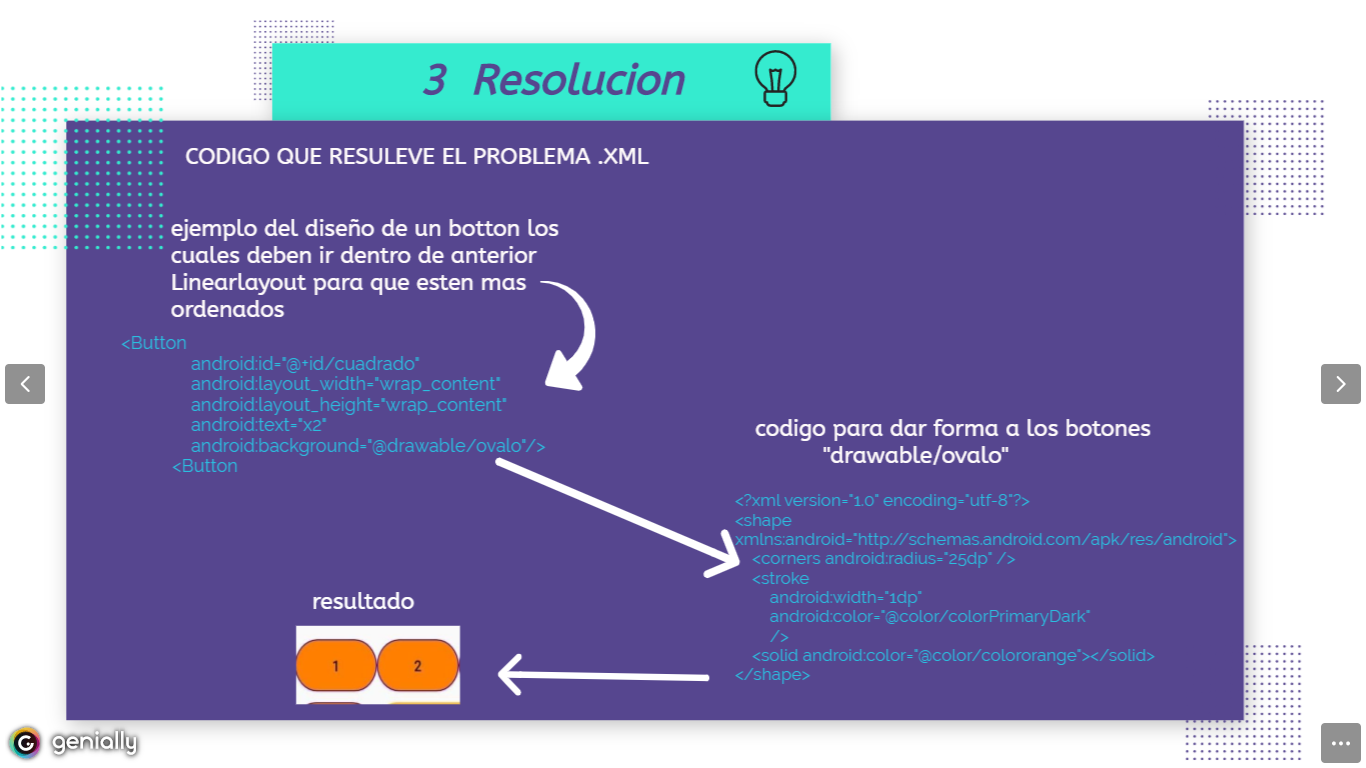 3 Resolucion
CODIGO QUE RESULEVE EL PROBLEMA .XML
ejemplo del diseño de un botton los
cuales deben ir dentro de anterior
Linearlayout para que esten mas
ordenados
<Button
android:id="@+id/cuadrado"
android:layout_width="wrap_content"
android:layout_height="wrap_content"
android:text="x2"
android:background="@drawable/ovalo"/>
<Button
codigo para dar forma a los botones
"drawable/ovalo"
<?xml version="1.0" encoding="utf-8"?>
<shape
xmlns:android="http://schemas.android.com/apk/res/android">
<corners android:radius="25dp" />
<stroke
android:width="1dp"
android:color="@color/colorPrimaryDark"
/>
<solid android:color="@color/colororange"></solid>
</shape>
resultado
1 2
genially